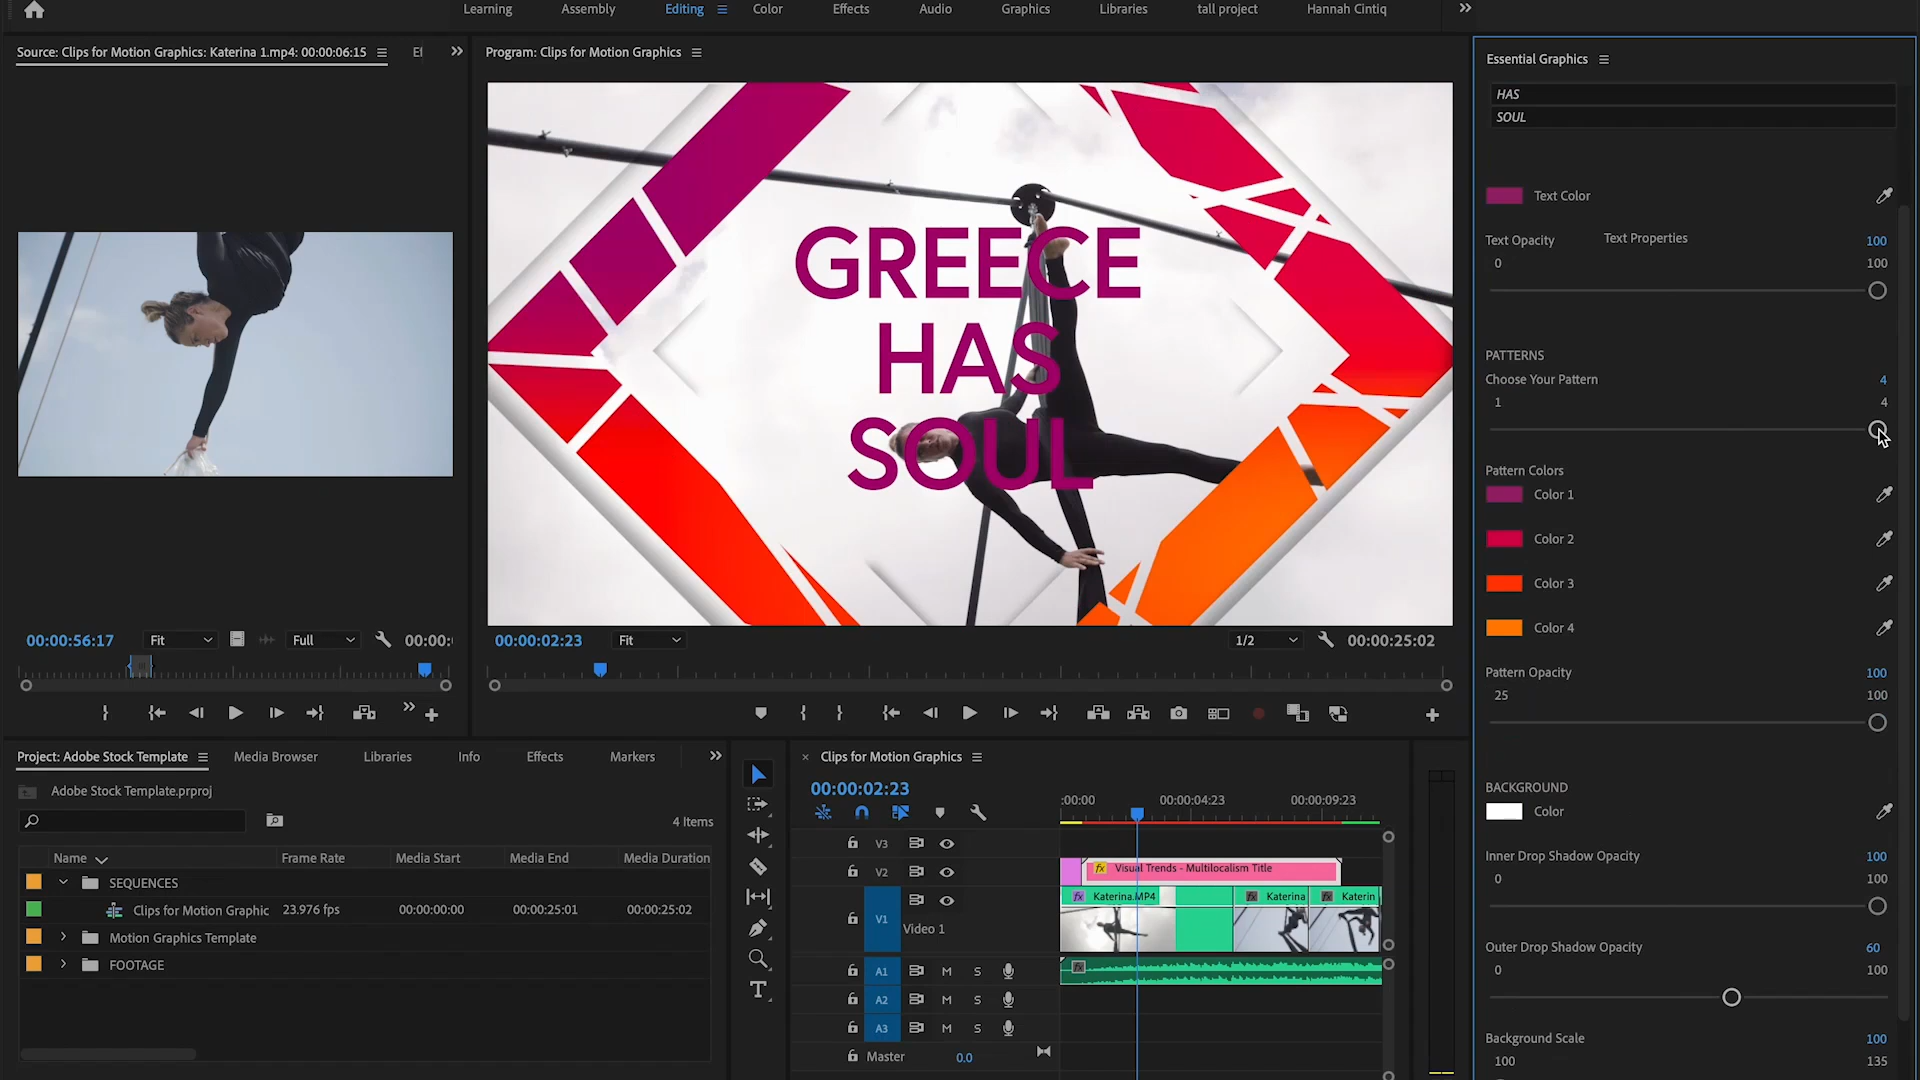 Learning Assembly Editing Color Effects Audio Graphics Libraries tall project Hannah Cintiq
Source: Clips for Motion Graphics: Katerina 1.mp4: 00:00:06:15
Program: Clips for Motion Graphics
GREECE
HAS
SOUL
00:00:56:17 Fit Full 00:00:
00:00:02:23 Fit 1/2 00:00:25:02
Essential Graphics
HAS
SOUL
Text Color
Text Properties
Text Opacity 100
0 100
PATTERNS
Choose Your Pattern 4
1 4
Pattern Colors
Color 1
Color 2
Color 3
Color 4
Pattern Opacity 100
25 100
BACKGROUND
Color
Inner Drop Shadow Opacity 100
0 100
Outer Drop Shadow Opacity 60
0 100
Background Scale 100
100 135
Project: Adobe Stock Template Media Browser Libraries Info Effects Markers
Adobe Stock Template.prproj
4 Items
Name Frame Rate Media Start Media End Media Duration
SEQUENCES
Clips for Motion Graphic 23.976 fps 00:00:00:00 00:00:25:01 00:00:25:02
Motion Graphics Template
FOOTAGE
Clips for Motion Graphics
00:00:02:23
:00:00 00:00:04:23 00:00:09:23
V3
V2 fx Visual Trends - Multilocalism Title
fx Katerina.MP4 fx Katerina fx Katerin
V1 Video 1
A1 M S fx
A2 M S
A3 M S
Master 0.0